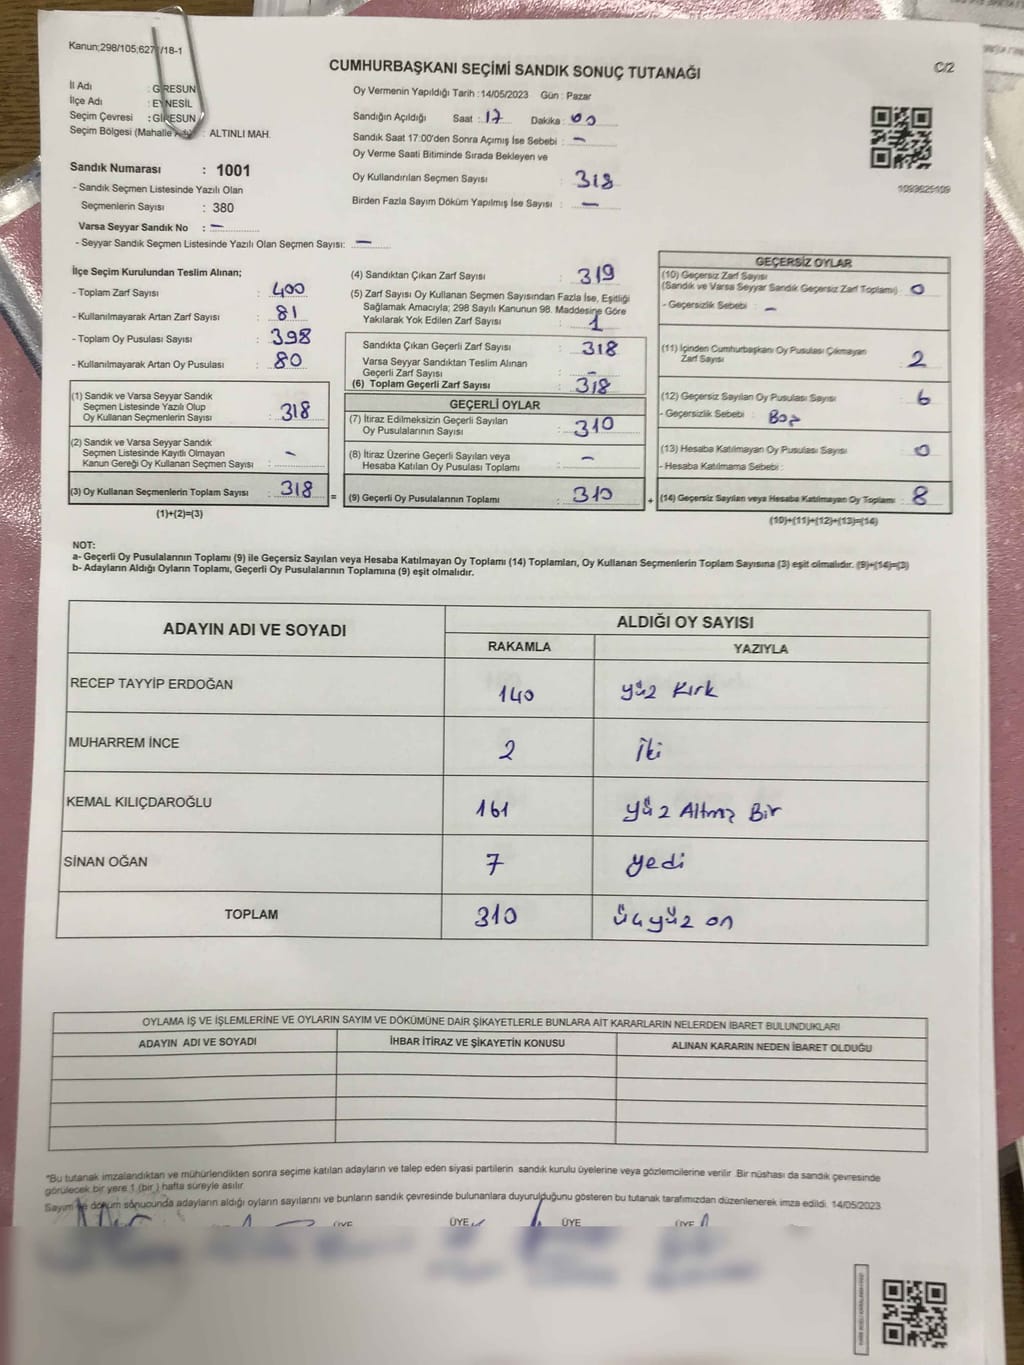 Kanun;298/105;627 /18-1
CUMHURBAŞKANI SEÇİMİ SANDIK SONUÇ TUTANAĞI
C/2
İl Adı : GİRESUN
İlçe Adı : EYNESİL
Seçim Çevresi : GİRESUN
Seçim Bölgesi (Mahalle : ALTINLI MAH.
Sandık Numarası : 1001
- Sandık Seçmen Listesinde Yazılı Olan
Seçmenlerin Sayısı : 380
Varsa Seyyar Sandık No : —
- Seyyar Sandık Seçmen Listesinde Yazılı Olan Seçmen Sayısı: —
Oy Vermenin Yapıldığı Tarih : 14/05/2023 Gün : Pazar
Sandığın Açıldığı Saat : 17 Dakika : 00
Sandık Saat 17:00'den Sonra Açımış İse Sebebi : —
Oy Verme Saati Bitiminde Sırada Bekleyen ve
Oy Kullandırılan Seçmen Sayısı : 318
Birden Fazla Sayım Döküm Yapılmış İse Sayısı : —
1099625109
İlçe Seçim Kurulundan Teslim Alınan;
- Toplam Zarf Sayısı : 400
- Kullanılmayarak Artan Zarf Sayısı : 81
- Toplam Oy Pusulası Sayısı : 398
- Kullanılmayarak Artan Oy Pusulası : 80
(1) Sandık ve Varsa Seyyar Sandık
Seçmen Listesinde Yazılı Olup
Oy Kullanan Seçmenlerin Sayısı : 318
(2) Sandık ve Varsa Seyyar Sandık
Seçmen Listesinde Kayıtlı Olmayan
Kanun Gereği Oy Kullanan Seçmen Sayısı : -
(3) Oy Kullanan Seçmenlerin Toplam Sayısı : 318
(1)+(2)=(3)
=
(4) Sandıktan Çıkan Zarf Sayısı : 319
(5) Zarf Sayısı Oy Kullanan Seçmen Sayısından Fazla İse, Eşitliği
Sağlamak Amacıyla; 298 Sayılı Kanunun 98. Maddesine Göre
Yakılarak Yok Edilen Zarf Sayısı : 1
Sandıkta Çıkan Geçerli Zarf Sayısı : 318
Varsa Seyyar Sandıktan Teslim Alınan
Geçerli Zarf Sayısı : -
(6) Toplam Geçerli Zarf Sayısı : 318
GEÇERLİ OYLAR
(7) İtiraz Edilmeksizin Geçerli Sayılan
Oy Pusulalarının Sayısı : 310
(8) İtiraz Üzerine Geçerli Sayılan veya
Hesaba Katılan Oy Pusulası Toplamı : -
(9) Geçerli Oy Pusulalarının Toplamı : 310
+
GEÇERSİZ OYLAR
(10) Geçersiz Zarf Sayısı
(Sandık ve Varsa Seyyar Sandık Geçersiz Zarf Toplamı) : 0
- Geçersizlik Sebebi : —
(11) İçinden Cumhurbaşkanı Oy Pusulası Çıkmayan
Zarf Sayısı : 2
(12) Geçersiz Sayılan Oy Pusulası Sayısı : 6
- Geçersizlik Sebebi : Boş
(13) Hesaba Katılmayan Oy Pusulası Sayısı : 0
- Hesaba Katılmama Sebebi :
(14) Geçersiz Sayılan veya Hesaba Katılmayan Oy Toplamı : 8
(10)+(11)+(12)+(13)=(14)
NOT:
a- Geçerli Oy Pusulalarının Toplamı (9) ile Geçersiz Sayılan veya Hesaba Katılmayan Oy Toplamı (14) Toplamları, Oy Kullanan Seçmenlerin Toplam Sayısına (3) eşit olmalıdır. (9)+(14)=(3)
b- Adayların Aldığı Oyların Toplamı, Geçerli Oy Pusulalarının Toplamına (9) eşit olmalıdır.
ADAYIN ADI VE SOYADI ALDIĞI OY SAYISI
RAKAMLA YAZIYLA
RECEP TAYYİP ERDOĞAN 140 yüz Kırk
MUHARREM İNCE 2 İki
KEMAL KILIÇDAROĞLU 161 yüz Altmış Bir
SİNAN OĞAN 7 yedi
TOPLAM 310 üçyüz on
OYLAMA İŞ VE İŞLEMLERİNE VE OYLARIN SAYIM VE DÖKÜMÜNE DAİR ŞİKAYETLERLE BUNLARA AİT KARARLARIN NELERDEN İBARET BULUNDUKLARI
ADAYIN ADI VE SOYADI İHBAR İTİRAZ VE ŞİKAYETİN KONUSU ALINAN KARARIN NEDEN İBARET OLDUĞU
"Bu tutanak imzalandıktan ve mühürlendikten sonra seçime katılan adayların ve talep eden siyasi partilerin sandık kurulu üyelerine veya gözlemcilerine verilir .Bir nüshası da sandık çevresinde
görülecek bir yere 1 (bir ) hafta süreyle asılır.
Sayım ve döküm sonucunda adayların aldığı oyların sayılarını ve bunların sandık çevresinde bulunanlara duyurulduğunu gösteren bu tutanak tarafımızdan düzenlenerek imza edildi. 14/05/2023
ÜYE ÜYE ÜYE ÜYE